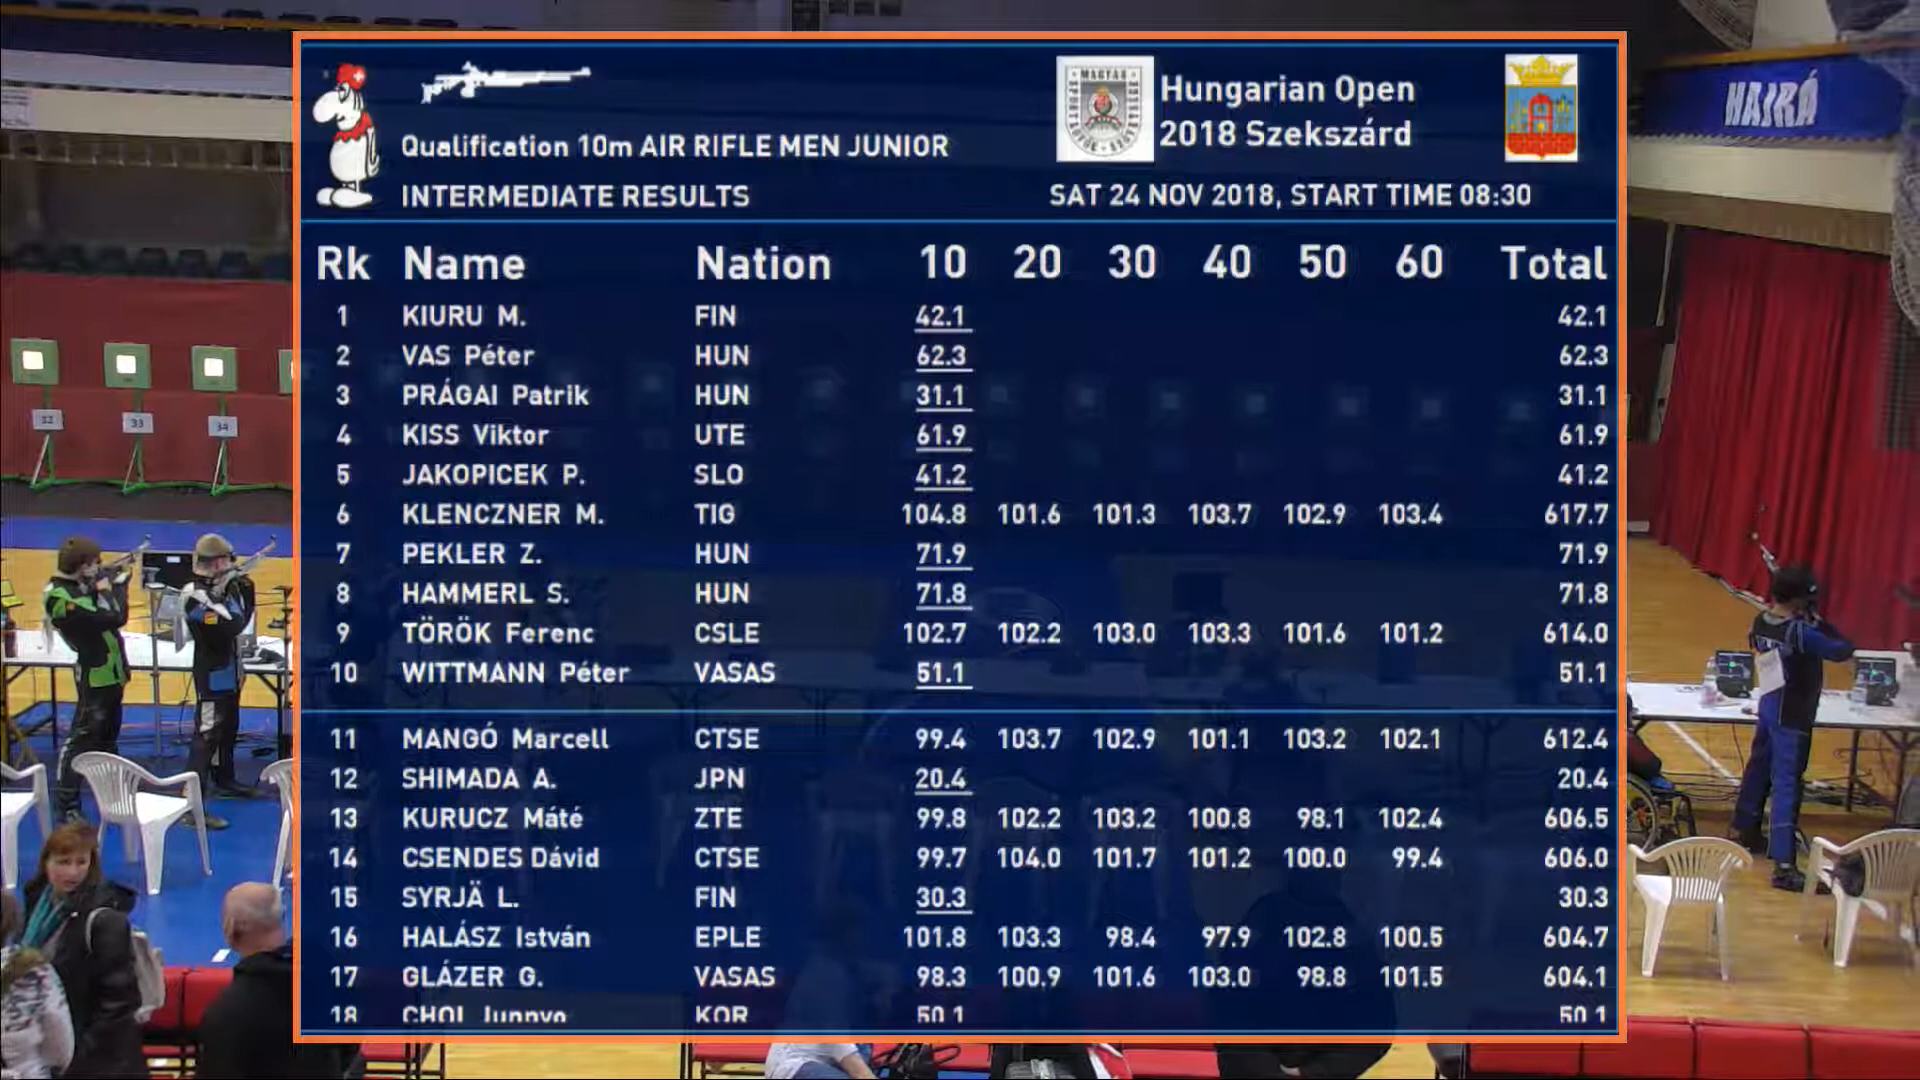 HAJRÁ
Hungarian Open
2018 Szekszárd
Qualification 10m AIR RIFLE MEN JUNIOR
INTERMEDIATE RESULTS
SAT 24 NOV 2018, START TIME 08:30
Rk Name Nation 10 20 30 40 50 60 Total
1 KIURU M. FIN 42.1 42.1
2 VAS Péter HUN 62.3 62.3
3 PRÁGAI Patrik HUN 31.1 31.1
4 KISS Viktor UTE 61.9 61.9
5 JAKOPICEK P. SLO 41.2 41.2
6 KLENCZNER M. TIG 104.8 101.6 101.3 103.7 102.9 103.4 617.7
7 PEKLER Z. HUN 71.9 71.9
8 HAMMERL S. HUN 71.8 71.8
9 TÖRÖK Ferenc CSLE 102.7 102.2 103.0 103.3 101.6 101.2 614.0
10 WITTMANN Péter VASAS 51.1 51.1
11 MANGÓ Marcell CTSE 99.4 103.7 102.9 101.1 103.2 102.1 612.4
12 SHIMADA A. JPN 20.4 20.4
13 KURUCZ Máté ZTE 99.8 102.2 103.2 100.8 98.1 102.4 606.5
14 CSENDES Dávid CTSE 99.7 104.0 101.7 101.2 100.0 99.4 606.0
15 SYRJÄ L. FIN 30.3 30.3
16 HALÁSZ István EPLE 101.8 103.3 98.4 97.9 102.8 100.5 604.7
17 GLÁZER G. VASAS 98.3 100.9 101.6 103.0 98.8 101.5 604.1
18 CHOI Junnyo KOR 50.1 50.1
32
33
34